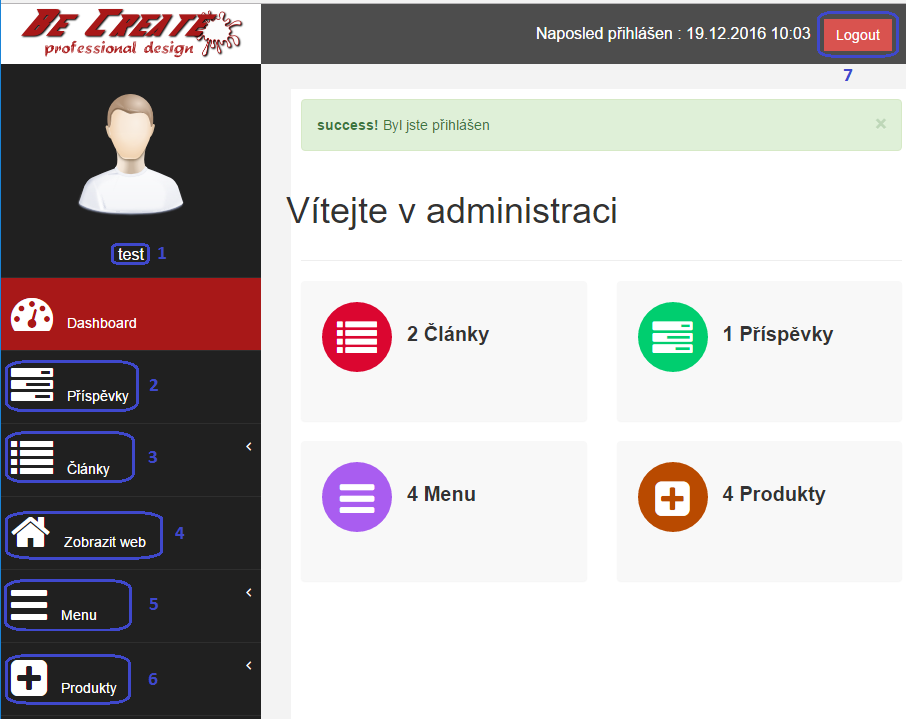 Be Create
professional design
Naposled přihlášen : 19.12.2016 10:03
Logout
7
success! Byl jste přihlášen ×
Vítejte v administraci
test 1
Dashboard
Příspěvky 2
Články 3
Zobrazit web 4
Menu 5
Produkty 6
2 Články
1 Příspěvky
4 Menu
4 Produkty